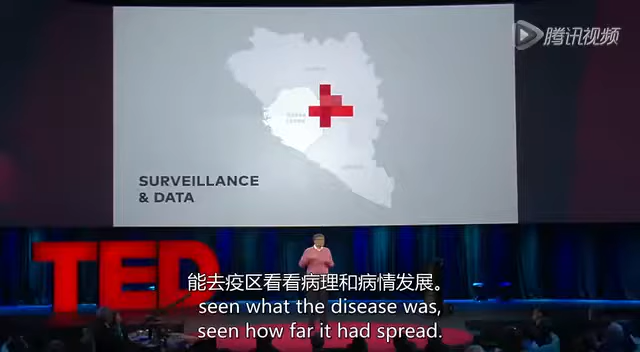 腾讯视频
SURVEILLANCE
& DATA
TED
能去疫区看看病理和病情发展。
seen what the disease was,
seen how far it had spread.